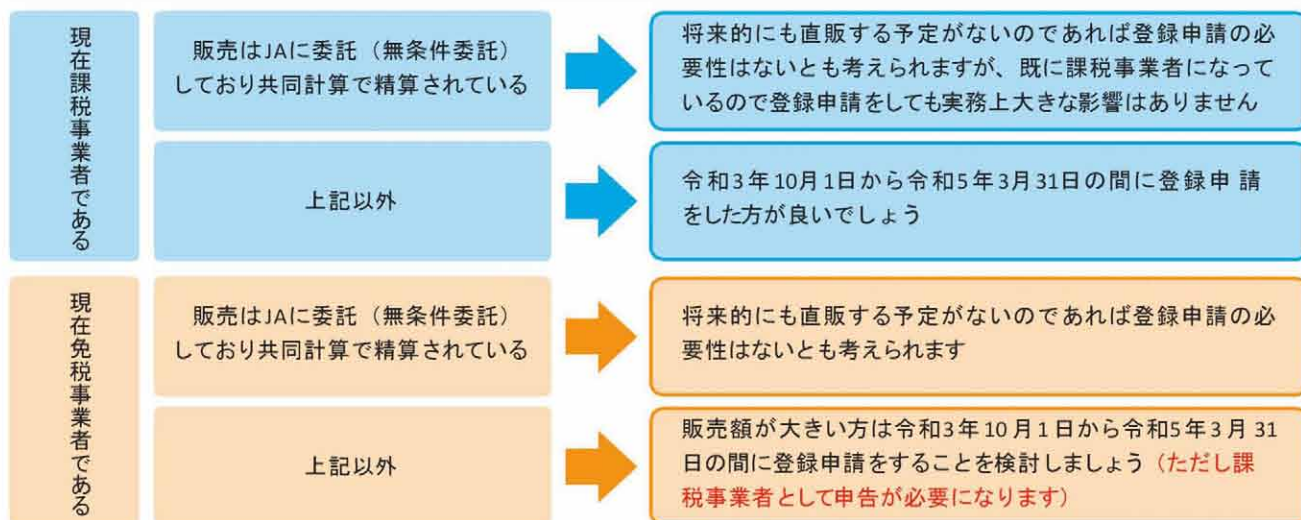 現在課税事業者である
販売はJAに委託（無条件委託）
しており共同計算で精算されている
将来的にも直販する予定がないのであれば登録申請の必
要性はないとも考えられますが、既に課税事業者になって
いるので登録申請をしても実務上大きな影響はありません
上記以外
令和3年10月1日から令和5年3月31日の間に登録申請
をした方が良いでしょう
現在免税事業者である
販売はJAに委託（無条件委託）
しており共同計算で精算されている
将来的にも直販する予定がないのであれば登録申請の必
要性はないとも考えられます
上記以外
販売額が大きい方は令和3年10月1日から令和5年3月31
日の間に登録申請をすることを検討しましょう（ただし課
税事業者として申告が必要になります）